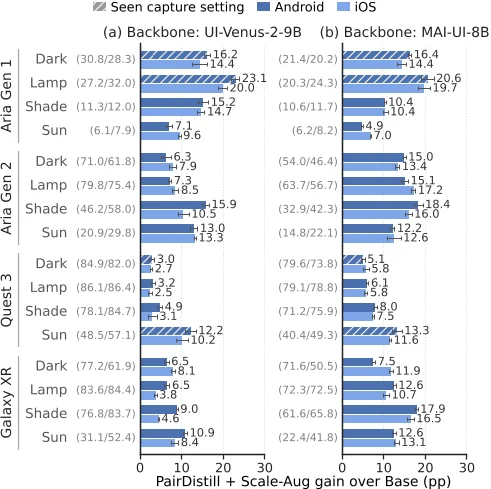 Seen capture setting Android iOS
(a) Backbone: UI-Venus-2-9B (b) Backbone: MAI-UI-8B
Aria Gen 1
Dark (30.8/28.3) 16.2 14.4 (21.4/20.2) 16.4 14.4
Lamp (27.2/32.0) 23.1 20.0 (20.3/24.3) 20.6 19.7
Shade (11.3/12.0) 15.2 14.7 (10.6/11.7) 10.4 10.4
Sun (6.1/7.9) 7.1 9.6 (6.2/8.2) 4.9 7.0
Aria Gen 2
Dark (71.0/61.8) 6.3 7.9 (54.0/46.4) 15.0 13.4
Lamp (79.8/75.4) 7.3 8.5 (63.7/56.7) 15.1 17.2
Shade (46.2/58.0) 15.9 10.5 (32.9/42.3) 18.4 16.0
Sun (20.9/29.8) 13.0 13.3 (14.8/22.1) 12.2 12.6
Quest 3
Dark (84.9/82.0) 3.0 2.7 (79.6/73.8) 5.1 5.8
Lamp (86.1/86.4) 3.2 2.5 (79.1/78.8) 6.1 5.8
Shade (78.1/84.7) 4.9 3.1 (71.2/75.9) 8.0 7.5
Sun (48.5/57.1) 12.2 10.2 (40.4/49.3) 13.3 11.6
Galaxy XR
Dark (77.2/61.9) 6.5 8.1 (71.6/50.5) 7.5 11.9
Lamp (83.6/84.4) 6.5 3.8 (72.3/72.5) 12.6 10.7
Shade (76.8/83.7) 9.0 4.6 (61.6/65.8) 17.9 16.5
Sun (31.1/52.4) 10.9 8.4 (22.4/41.8) 12.6 13.1
0 10 20 30 0 10 20 30
PairDistill + Scale-Aug gain over Base (pp)